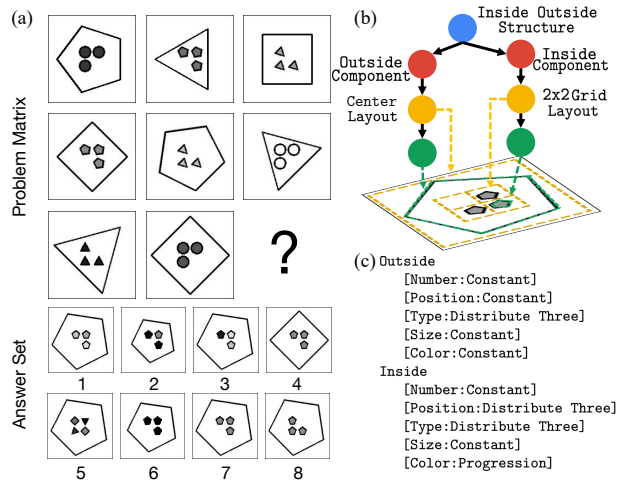 (a)
Problem Matrix
?
Answer Set
1 2 3 4
5 6 7 8
(b)
Inside Outside
Structure
Outside
Component
Inside
Component
Center
Layout
2x2Grid
Layout
(c)
Outside
[Number:Constant]
[Position:Constant]
[Type:Distribute Three]
[Size:Constant]
[Color:Constant]
Inside
[Number:Constant]
[Position:Distribute Three]
[Type:Distribute Three]
[Size:Constant]
[Color:Progression]